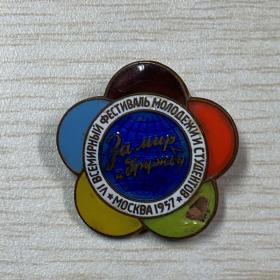 VI ВСЕМИРНЫЙ ФЕСТИВАЛЬ МОЛОДЕЖИ И СТУДЕНТОВ
За мир
и дружбу
* МОСКВА 1957 *